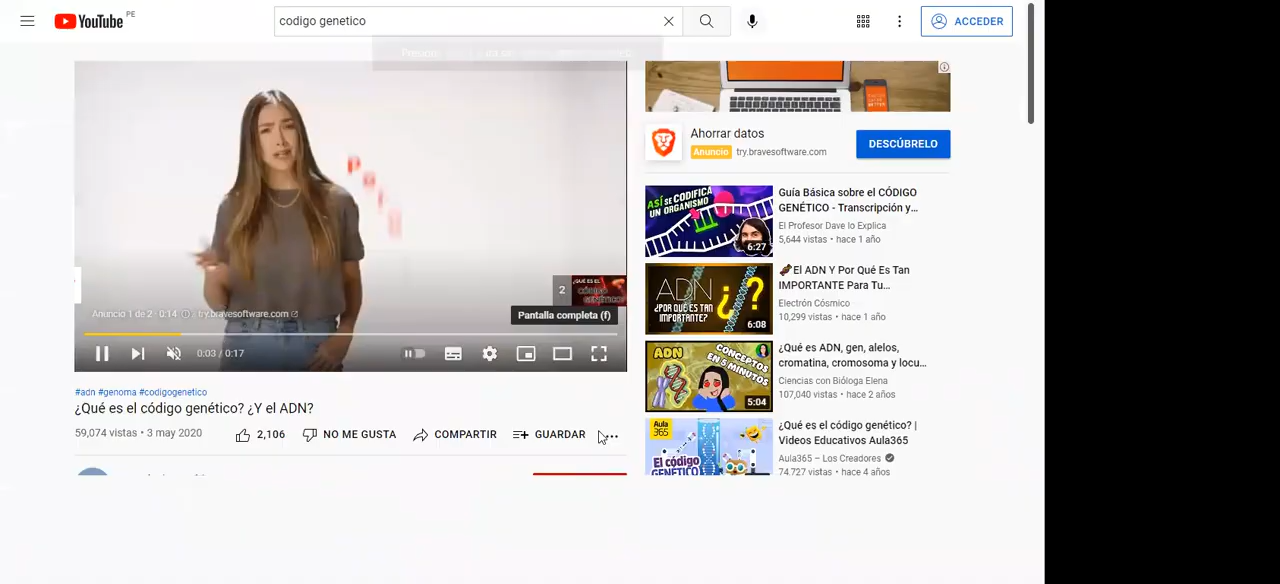 YouTube PE
codigo genetico
ACCEDER
Anuncio 1 de 2 · 0:14 try.bravesoftware.com
2
Pantalla completa (f)
0:03 / 0:17
#adn #genoma #codigogenetico
¿Qué es el código genético? ¿Y el ADN?
59,074 vistas • 3 may 2020
2,106
NO ME GUSTA
COMPARTIR
GUARDAR
Ahorrar datos
Anuncio try.bravesoftware.com
DESCÚBRELO
ASÍ SE CODIFICA
UN ORGANISMO
6:27
Guía Básica sobre el CÓDIGO
GENÉTICO - Transcripción y...
El Profesor Dave lo Explica
5,644 vistas • hace 1 año
ADN
¿POR QUÉ ES TAN
IMPORTANTE?
¿?
6:08
El ADN Y Por Qué Es Tan
IMPORTANTE Para Tu...
Electrón Cósmico
10,299 vistas • hace 1 año
ADN
CONCEPTOS
EN 5 MINUTOS
5:04
¿Qué es ADN, gen, alelos,
cromatina, cromosoma y locu...
Ciencias con Bióloga Elena
107,040 vistas • hace 2 años
Aula
365
El código
GENÉTICO
¿Qué es el código genético? |
Videos Educativos Aula365
Aula365 – Los Creadores
74,727 vistas • hace 4 años